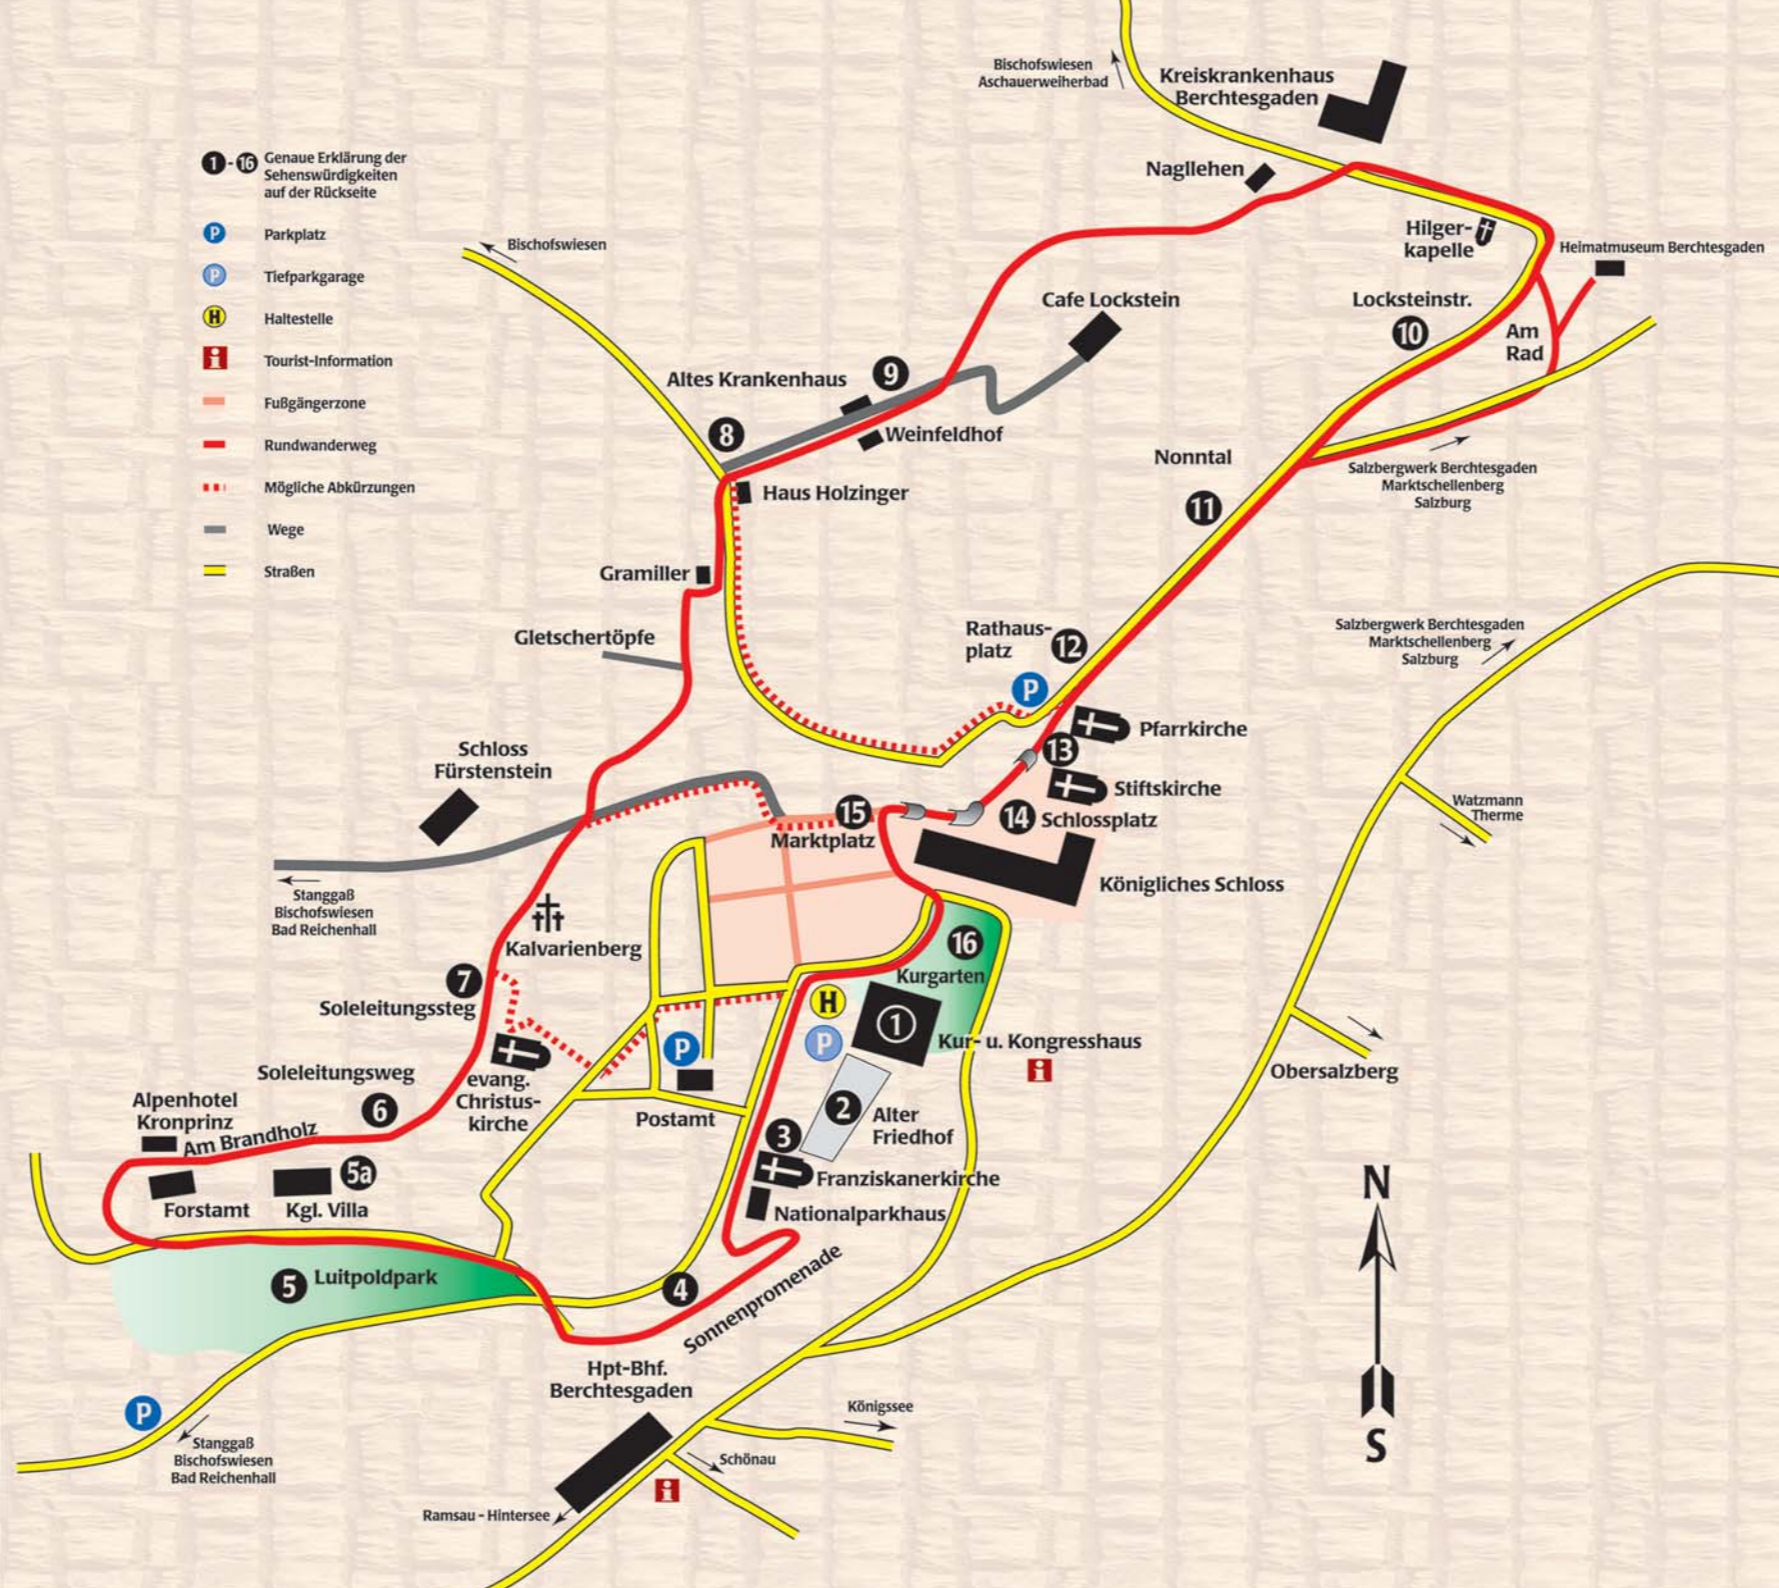 Bischofswiesen
Aschauerweiherbad
Kreiskrankenhaus
Berchtesgaden
1 - 16 Genaue Erklärung der
Sehenswürdigkeiten
auf der Rückseite
P Parkplatz
P Tiefparkgarage
H Haltestelle
i Tourist-Information
Fußgängerzone
Rundwanderweg
Mögliche Abkürzungen
Wege
Straßen
Bischofswiesen
Nagllehen
Hilger-
kapelle
Heimatmuseum Berchtesgaden
Cafe Lockstein
Locksteinstr.
10
Am
Rad
Altes Krankenhaus
9
8
Weinfeldhof
Haus Holzinger
Nonntal
11
Salzbergwerk Berchtesgaden
Marktschellenberg
Salzburg
Gramiller
Gletschertöpfe
Rathaus-
platz
12
P
Salzbergwerk Berchtesgaden
Marktschellenberg
Salzburg
Pfarrkirche
13
Stiftskirche
Schloss
Fürstenstein
15
Marktplatz
14 Schlossplatz
Watzmann
Therme
Königliches Schloss
Stanggaß
Bischofswiesen
Bad Reichenhall
Kalvarienberg
16
Kurgarten
7
Soleleitungssteg
H
1
P
P
Kur- u. Kongresshaus
i
Obersalzberg
Soleleitungsweg
6
evang.
Christus-
kirche
Postamt
2
Alter
Friedhof
3
Alpenhotel
Kronprinz
Am Brandholz
5a
Forstamt
Kgl. Villa
Franziskanerkirche
Nationalparkhaus
N
5
Luitpoldpark
4
Sonnenpromenade
Hpt-Bhf.
Berchtesgaden
P
Stanggaß
Bischofswiesen
Bad Reichenhall
Königssee
Schönau
i
Ramsau - Hintersee
S